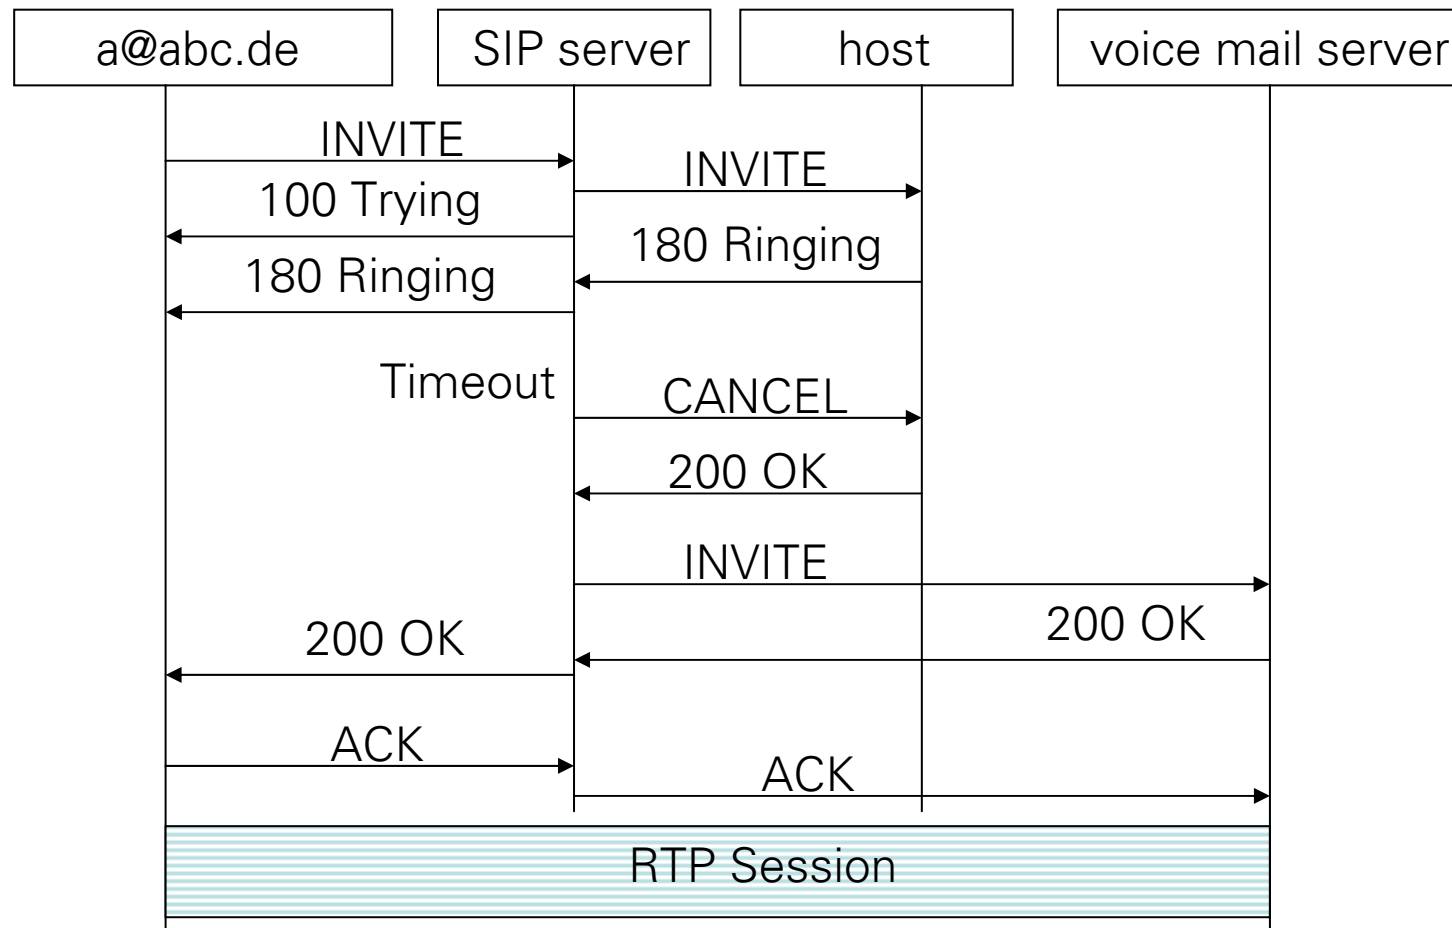 a@abc.de
SIP server
host
voice mail server
INVITE
INVITE
100 Trying
180 Ringing
180 Ringing
Timeout
CANCEL
200 OK
INVITE
200 OK
200 OK
ACK
ACK
RTP Session